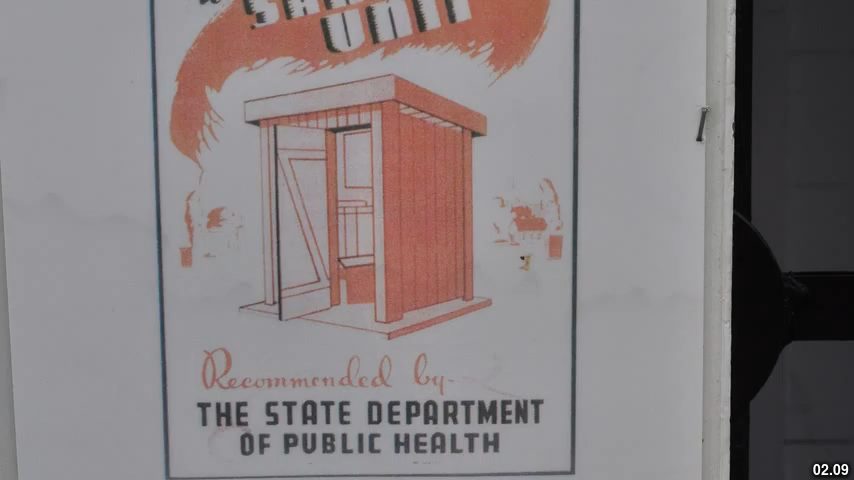 UNIT
Recommended by-
THE STATE DEPARTMENT
OF PUBLIC HEALTH
02.09